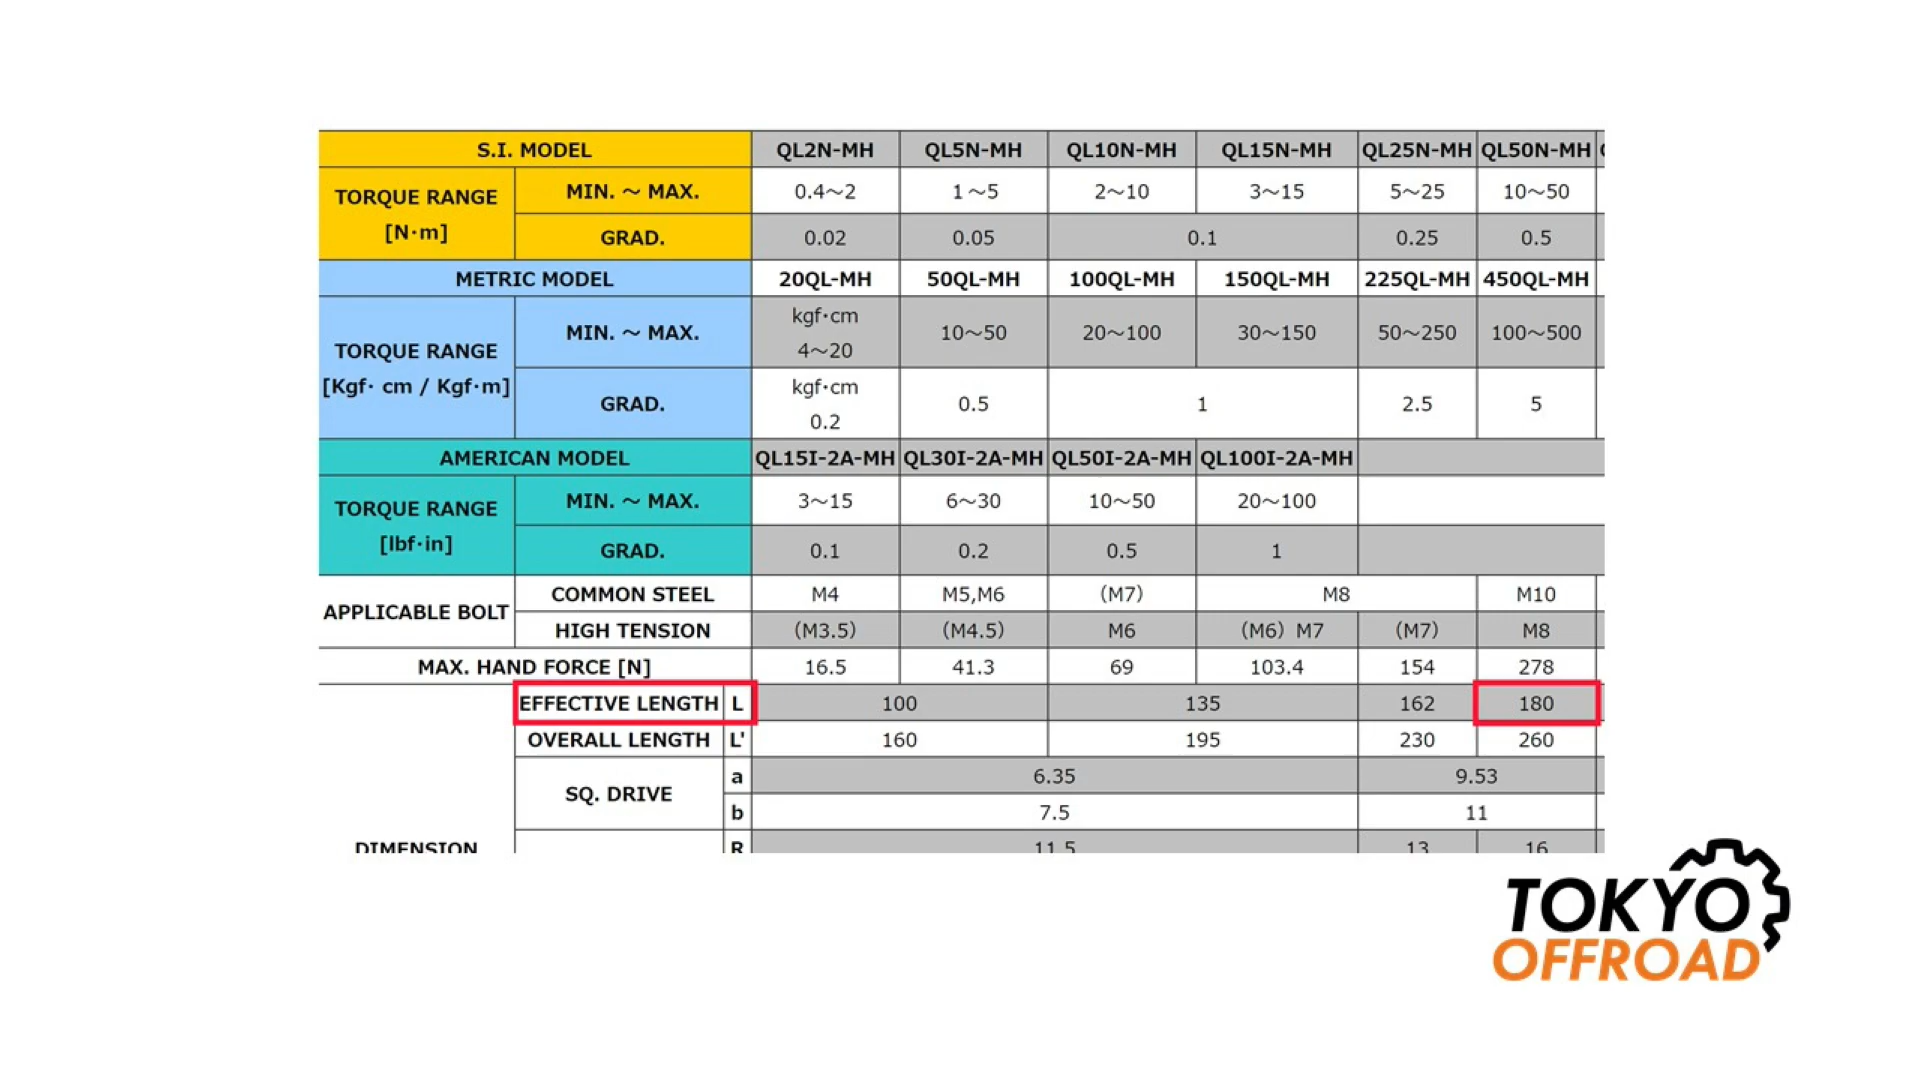 S.I. MODEL QL2N-MH QL5N-MH QL10N-MH QL15N-MH QL25N-MH QL50N-MH
TORQUE RANGE [N·m] MIN. ～ MAX. 0.4～2 1～5 2～10 3～15 5～25 10～50
GRAD. 0.02 0.05 0.1 0.25 0.5
METRIC MODEL 20QL-MH 50QL-MH 100QL-MH 150QL-MH 225QL-MH 450QL-MH
TORQUE RANGE [Kgf· cm / Kgf·m] MIN. ～ MAX. kgf·cm 4～20 10～50 20～100 30～150 50～250 100～500
GRAD. kgf·cm 0.2 0.5 1 2.5 5
AMERICAN MODEL QL15I-2A-MH QL30I-2A-MH QL50I-2A-MH QL100I-2A-MH
TORQUE RANGE [lbf·in] MIN. ～ MAX. 3～15 6～30 10～50 20～100
GRAD. 0.1 0.2 0.5 1
APPLICABLE BOLT COMMON STEEL M4 M5,M6 (M7) M8 M10
HIGH TENSION (M3.5) (M4.5) M6 (M6) M7 (M7) M8
MAX. HAND FORCE [N] 16.5 41.3 69 103.4 154 278
EFFECTIVE LENGTH L 100 135 162 180
OVERALL LENGTH L' 160 195 230 260
SQ. DRIVE a 6.35 9.53
b 7.5 11
DIMENSION R 11.5 13 16
TOKYO
OFFROAD